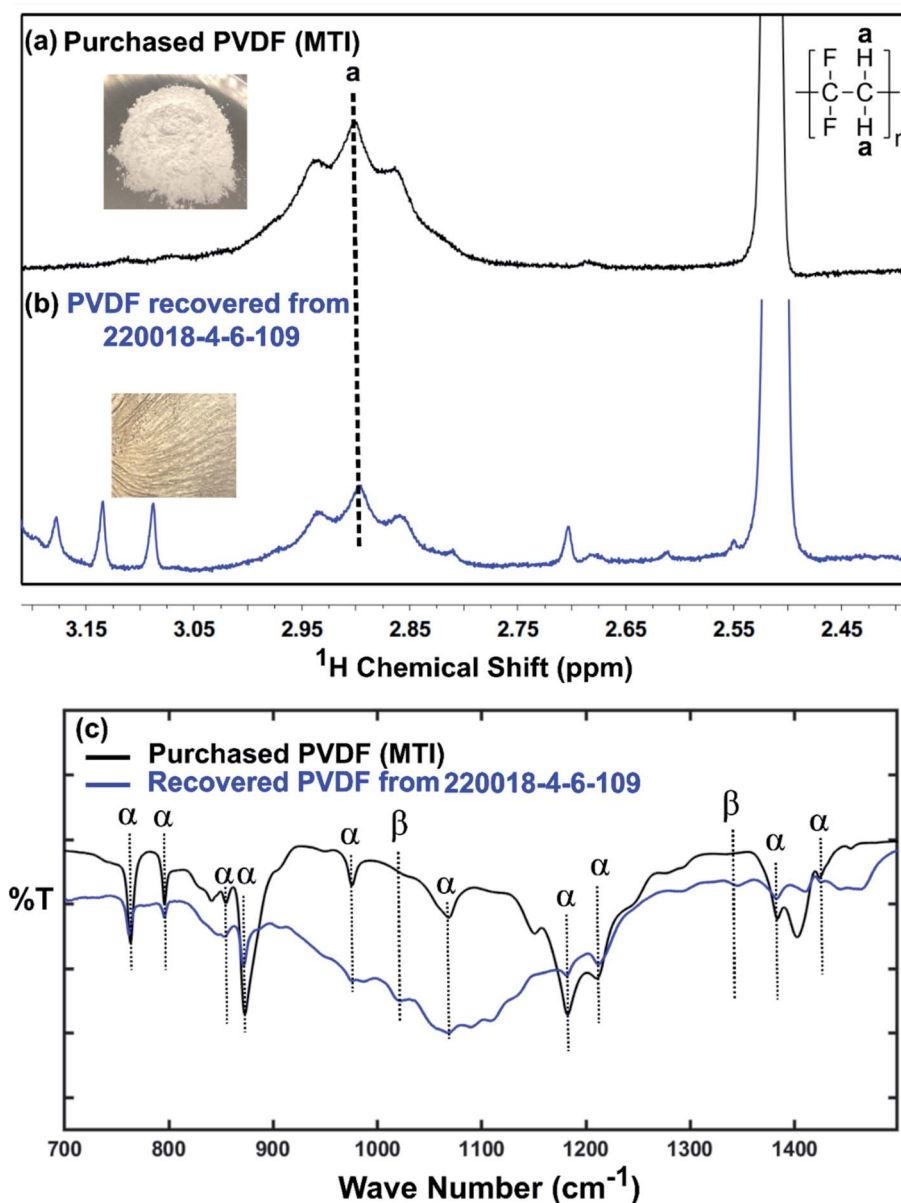 (a) Purchased PVDF (MTI)
a
a
F H
C C
F H
n
a
(b) PVDF recovered from
220018-4-6-109
3.15 3.05 2.95 2.85 2.75 2.65 2.55 2.45
¹H Chemical Shift (ppm)
(c)
Purchased PVDF (MTI)
Recovered PVDF from 220018-4-6-109
α α α α α β α α α β α α
%T
700 800 900 1000 1100 1200 1300 1400
Wave Number (cm⁻¹)